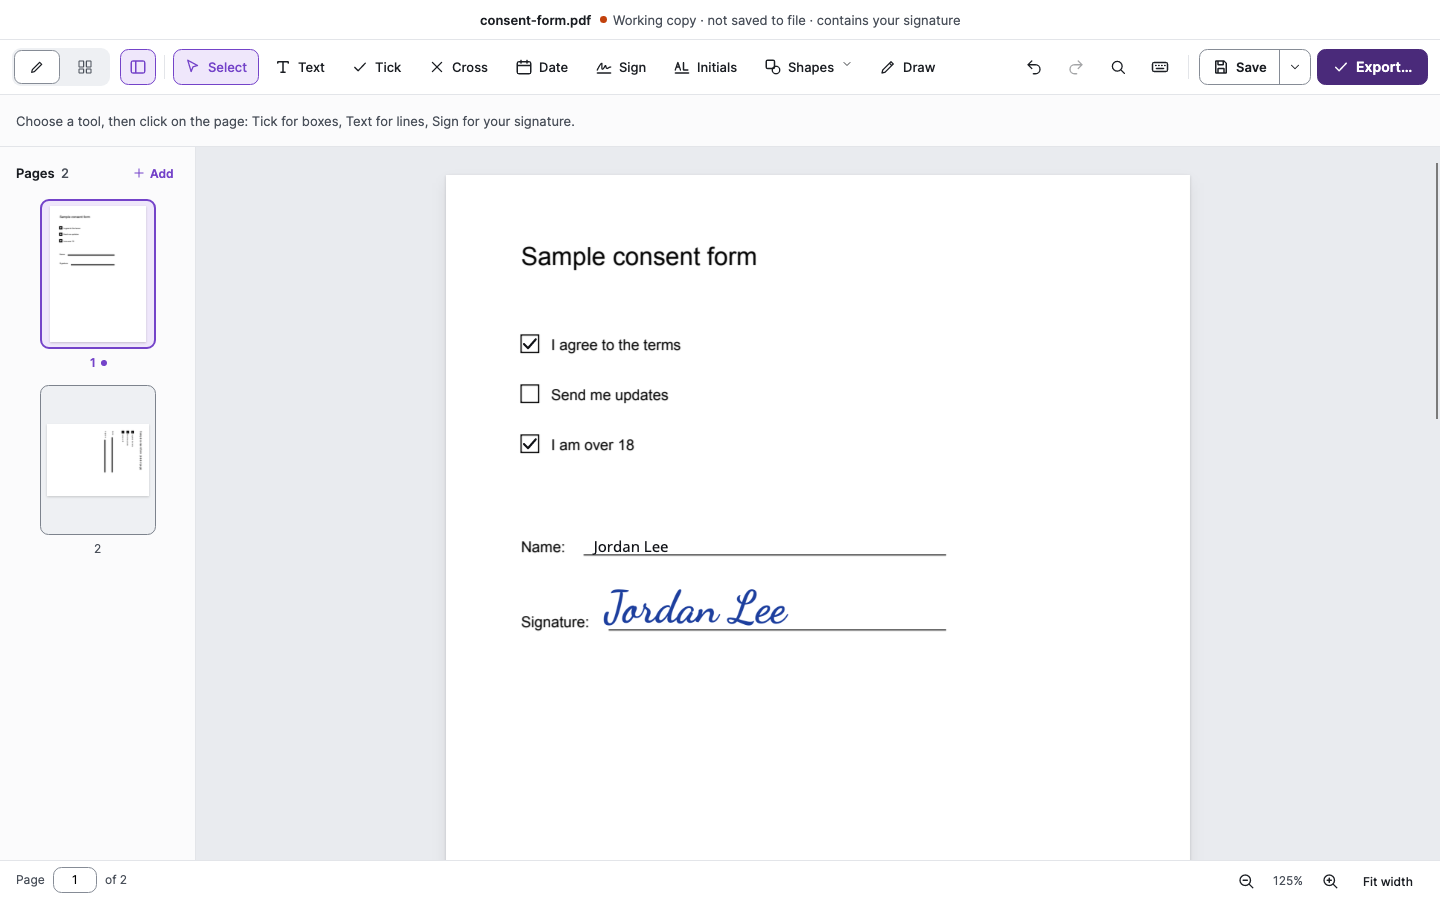 consent-form.pdf Working copy · not saved to file · contains your signature
Select Text Tick Cross Date Sign Initials Shapes Draw Save Export...
Choose a tool, then click on the page: Tick for boxes, Text for lines, Sign for your signature.
Pages 2 + Add
1
2
Sample consent form
I agree to the terms
Send me updates
I am over 18
Name: Jordan Lee
Signature: Jordan Lee
Page 1 of 2
125% Fit width